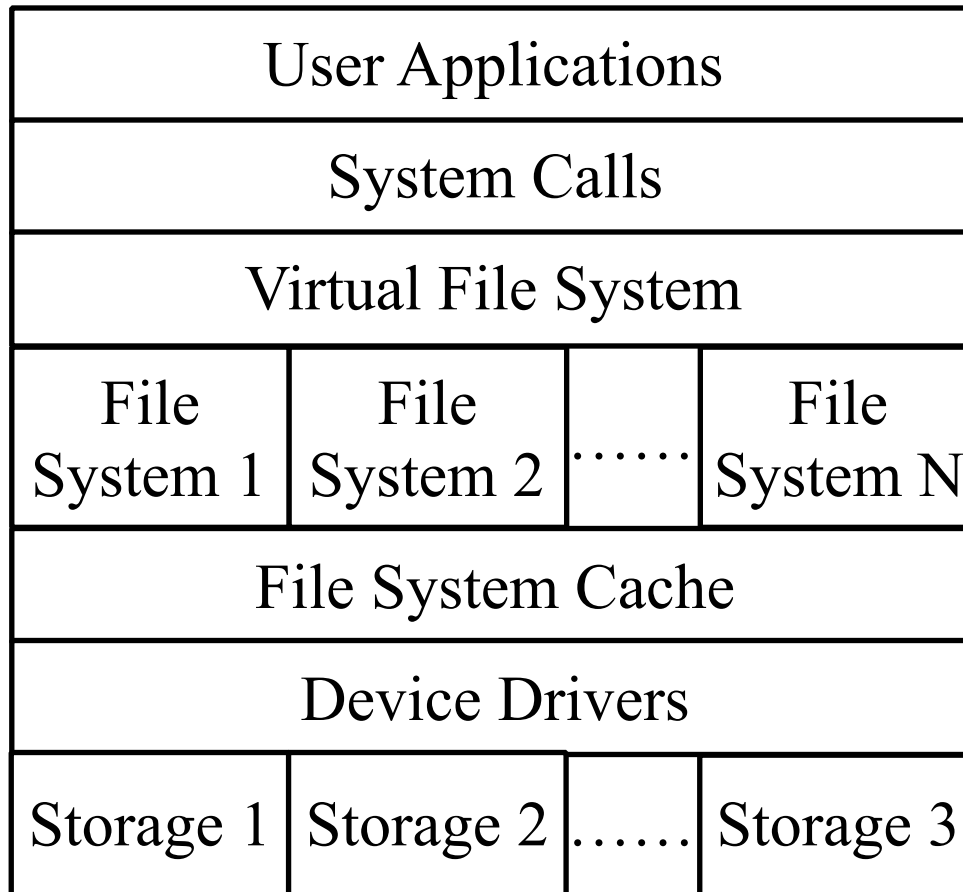 User Applications
System Calls
Virtual File System
File
System 1
File
System 2
......
File
System N
File System Cache
Device Drivers
Storage 1
Storage 2
......
Storage 3